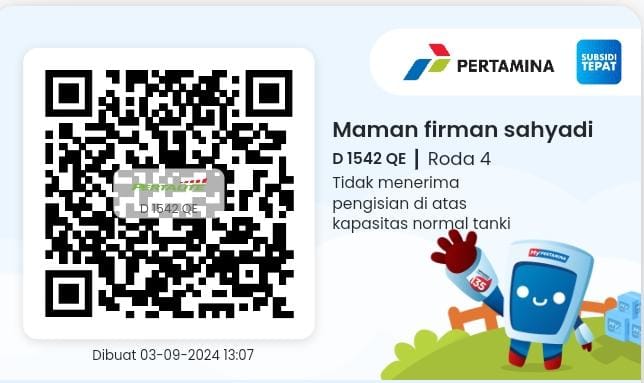 PERTAMINA
SUBSIDI
TEPAT
Maman firman sahyadi
D 1542 QE | Roda 4
Tidak menerima
pengisian di atas
kapasitas normal tanki
PERTALITE
D 1542 QE
MyPERTAMINA
135
Dibuat 03-09-2024 13:07